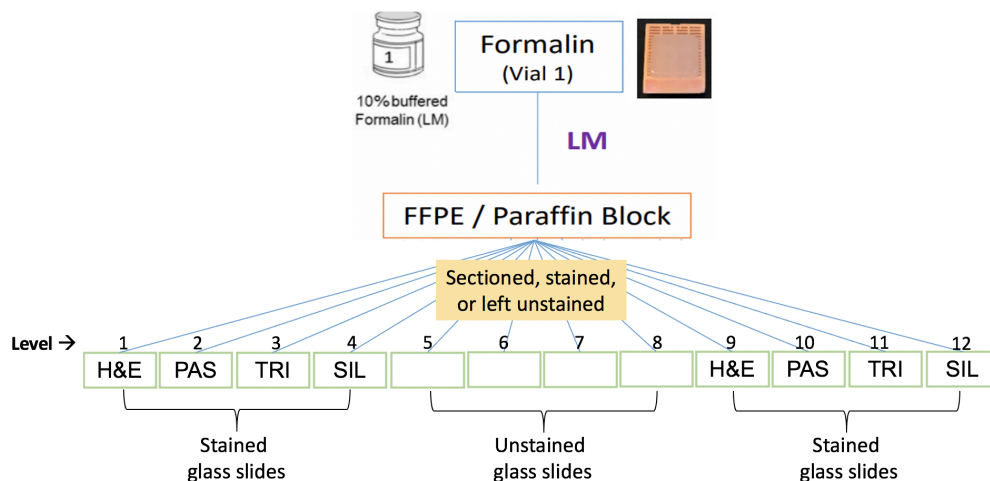 1
10% buffered
Formalin (LM)
Formalin
(Vial 1)
LM
FFPE / Paraffin Block
Sectioned, stained,
or left unstained
Level → 1 2 3 4 5 6 7 8 9 10 11 12
H&E PAS TRI SIL H&E PAS TRI SIL
Stained
glass slides
Unstained
glass slides
Stained
glass slides